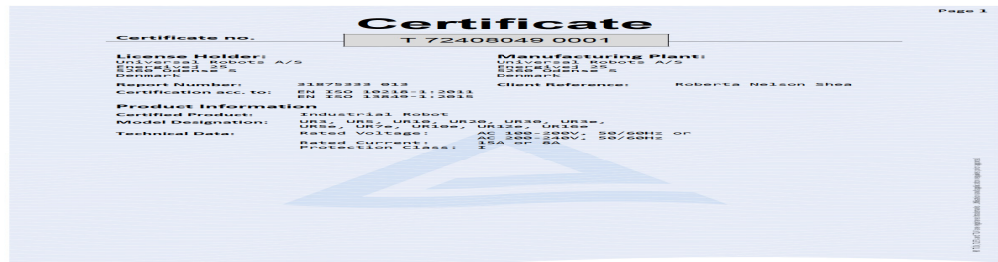 Page 1
Certificate
Certificate no.
T 72408049 0001
License Holder:
Universal Robots A/S
Energivej 25
5260 Odense S
Denmark
Manufacturing Plant:
Universal Robots A/S
Energivej 25
5260 Odense S
Denmark
Report Number: 31875333 013
Client Reference: Roberta Nelson Shea
Certification acc. to: EN ISO 10218-1:2011
EN ISO 13849-1:2015
Product Information
Certified Product: Industrial Robot
Model Designation: UR3, UR5, UR10, UR20, UR30, UR3e,
UR5e, UR7e, UR10e, UR12e, UR16e
Technical Data: Rated Voltage: AC 100-200V, 50/60Hz or
AC 200-240V, 50/60Hz
Rated Current: 15A or 8A
Protection Class: I